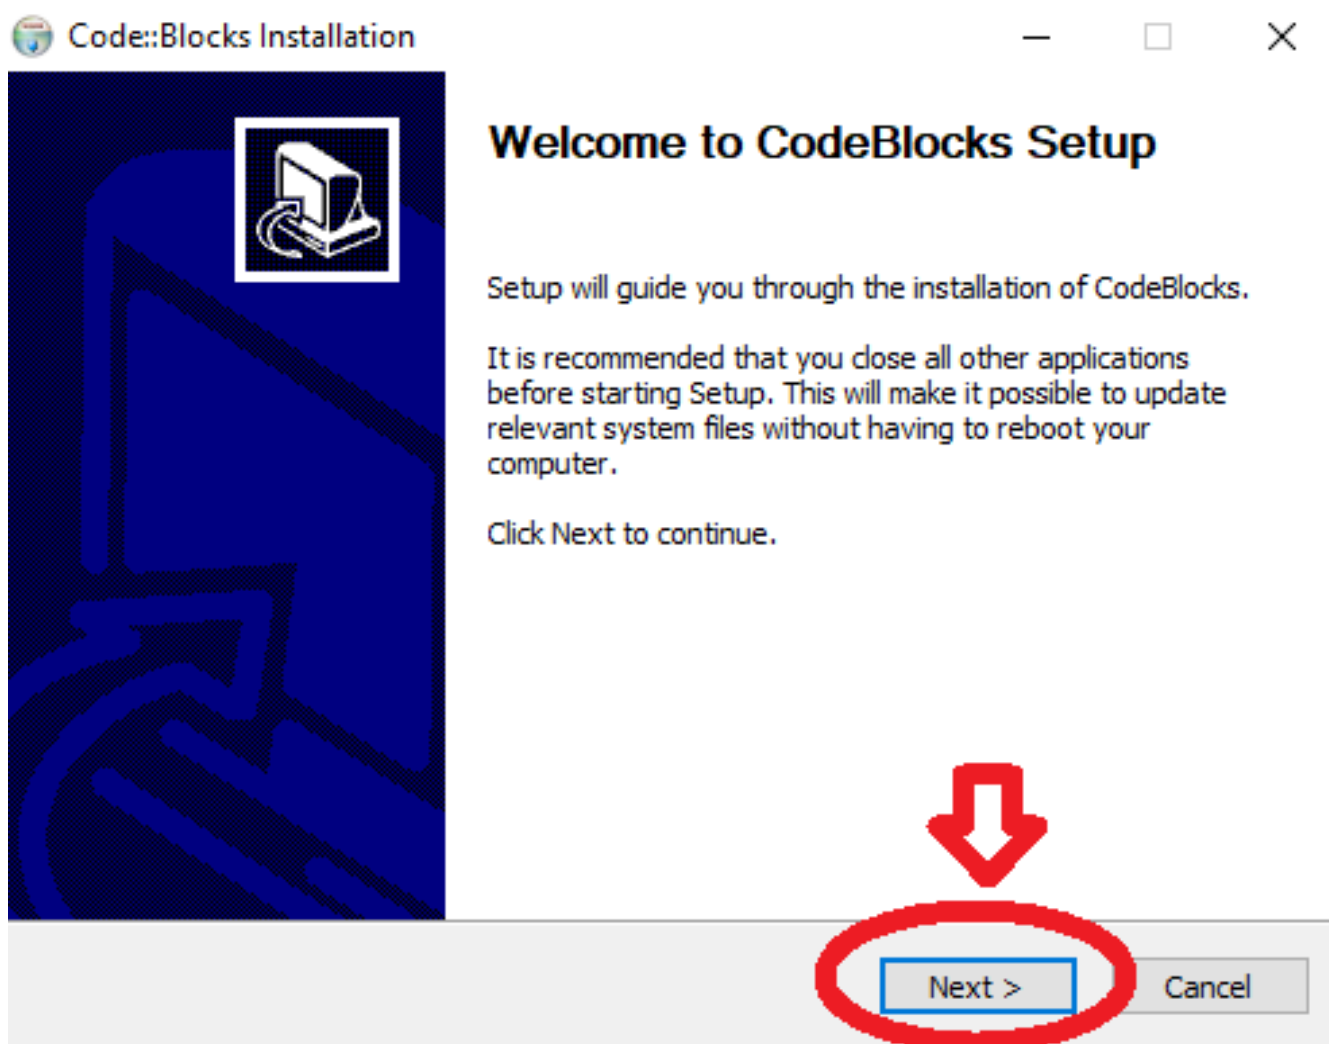 Code::Blocks Installation
Welcome to CodeBlocks Setup
Setup will guide you through the installation of CodeBlocks.
It is recommended that you close all other applications
before starting Setup. This will make it possible to update
relevant system files without having to reboot your
computer.
Click Next to continue.
Next >
Cancel